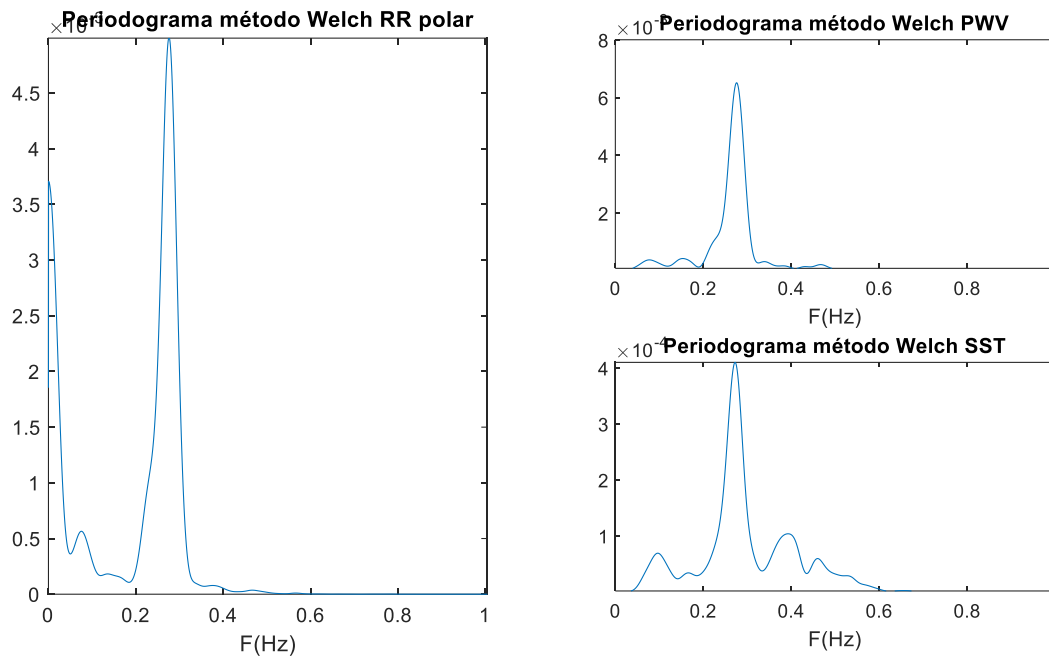 Periodograma método Welch RR polar
4.5
4
3.5
3
2.5
2
1.5
1
0.5
0
0 0.2 0.4 0.6 0.8 1
F(Hz)
Periodograma método Welch PWV
8
6
4
2
0 0.2 0.4 0.6 0.8
F(Hz)
×10⁻⁴
Periodograma método Welch SST
4
3
2
1
0 0.2 0.4 0.6 0.8
F(Hz)